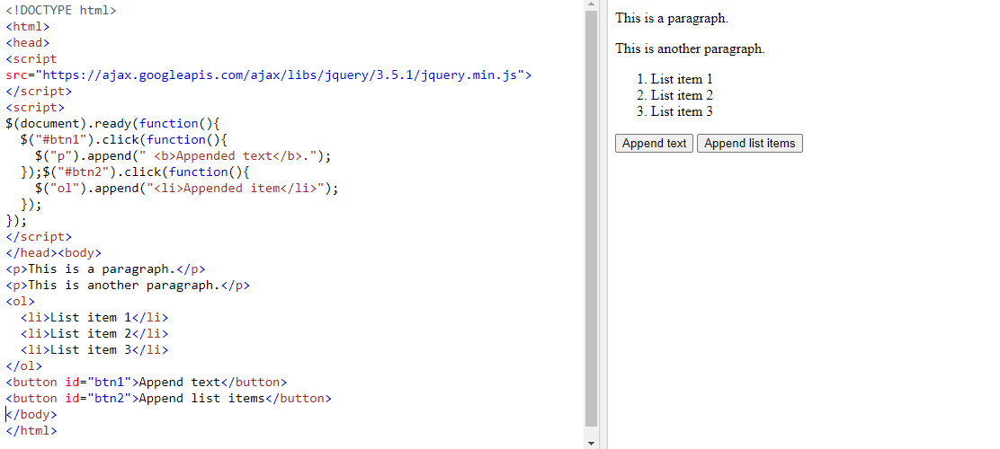 <!DOCTYPE html>
<html>
<head>
<script
src="https://ajax.googleapis.com/ajax/libs/jquery/3.5.1/jquery.min.js">
</script>
<script>
$(document).ready(function(){
  $("#btn1").click(function(){
    $("p").append(" <b>Appended text</b>.");
  });$("#btn2").click(function(){
    $("ol").append("<li>Appended item</li>");
  });
});
</script>
</head><body>
<p>This is a paragraph.</p>
<p>This is another paragraph.</p>
<ol>
  <li>List item 1</li>
  <li>List item 2</li>
  <li>List item 3</li>
</ol>
<button id="btn1">Append text</button>
<button id="btn2">Append list items</button>
</body>
</html>
This is a paragraph.
This is another paragraph.
1. List item 1
2. List item 2
3. List item 3
Append text Append list items